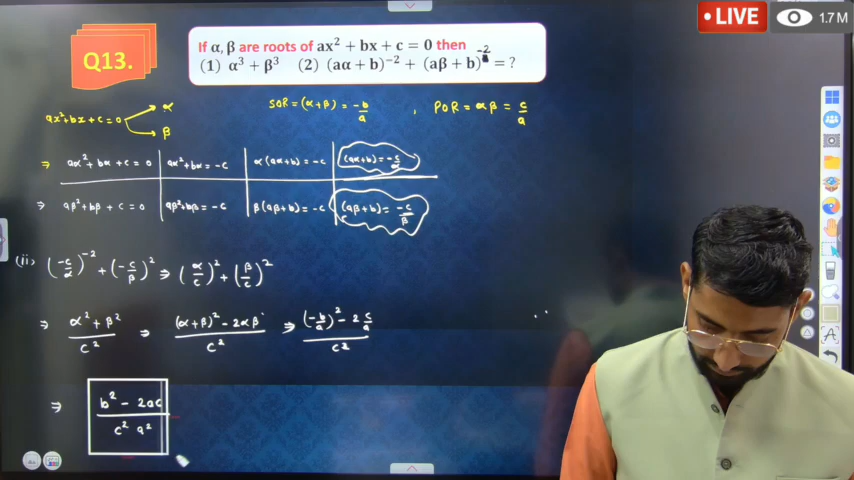 LIVE 1.7M
Q13.
If α, β are roots of ax² + bx + c = 0 then
(1) α³ + β³ (2) (aα + b)⁻² + (aβ + b)⁻² = ?
ax²+bx+c=0 α β
SOR = (α+β) = -b/a , POR = αβ = c/a
⇒ aα²+bα+c=0 aα²+bα=-c α(aα+b)=-c (aα+b)=-c/α
⇒ aβ²+bβ+c=0 aβ²+bβ=-c β(aβ+b)=-c (aβ+b)=-c/β
(ii) (-c/α)⁻² + (-c/β)² ⇒ (α/c)² + (β/c)²
⇒ α²+β²/c² ⇒ (α+β)²-2αβ/c² ⇒ (-b/a)²-2c/a/c²
⇒ b²-2ac/c² a²